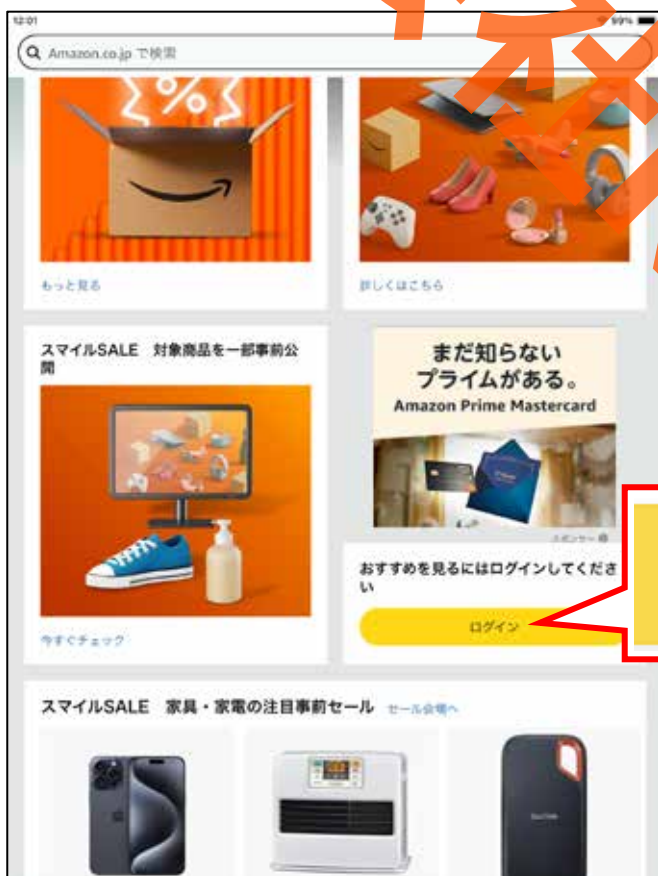 12:01
99%
Amazon.co.jp で検索
もっと見る
詳しくはこちら
スマイルSALE 対象商品を一部事前公
開
今すぐチェック
まだ知らない
プライムがある。
Amazon Prime Mastercard
スポンサー
おすすめを見るにはログインしてくださ
い
ログイン
スマイルSALE 家具・家電の注目事前セール セール会場へ
SanDisk